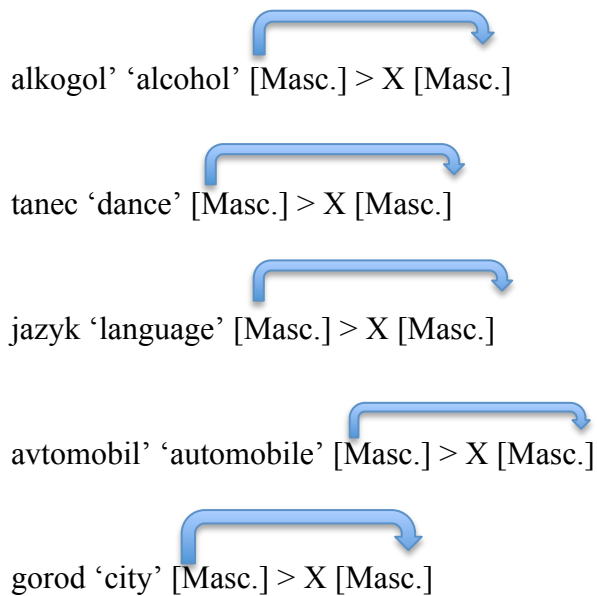 alkogol’ ‘alcohol’ [Masc.] > X [Masc.]
tanec ‘dance’ [Masc.] > X [Masc.]
jazyk ‘language’ [Masc.] > X [Masc.]
avtomobil’ ‘automobile’ [Masc.] > X [Masc.]
gorod ‘city’ [Masc.] > X [Masc.]